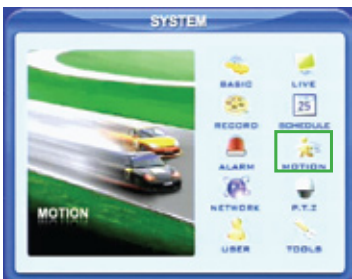 SYSTEM
BASIC
LIVE
25
RECORD
SCHEDULE
ALARM
MOTION
MOTION
NETWORK
P.T.Z
USER
TOOLS